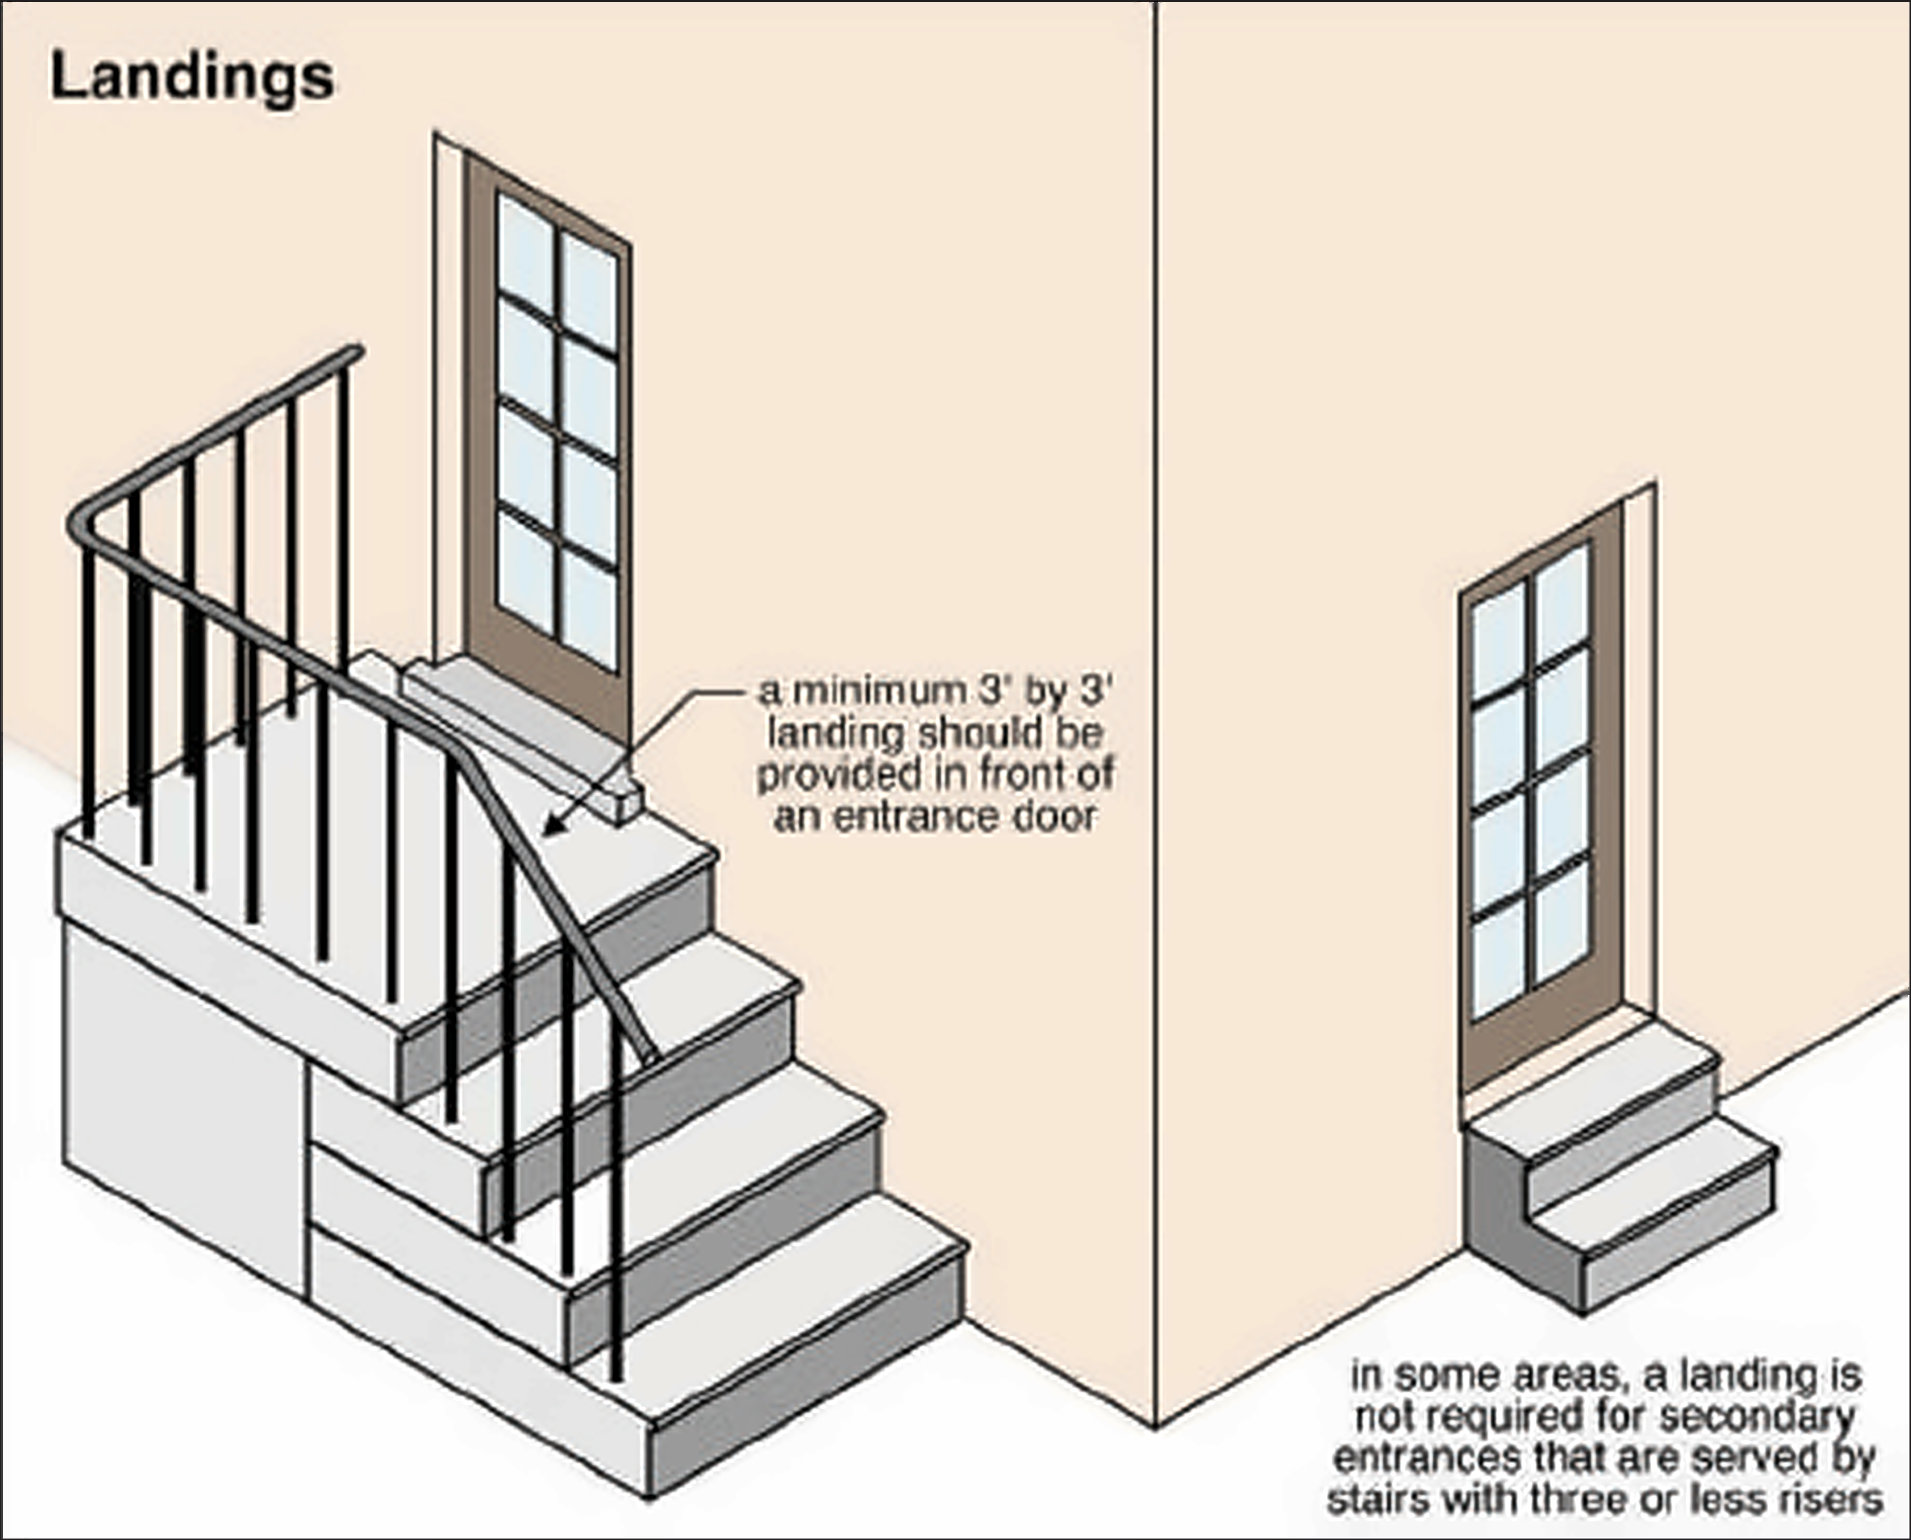 Landings
a minimum 3' by 3'
landing should be
provided in front of
an entrance door
in some areas, a landing is
not required for secondary
entrances that are served by
stairs with three or less risers